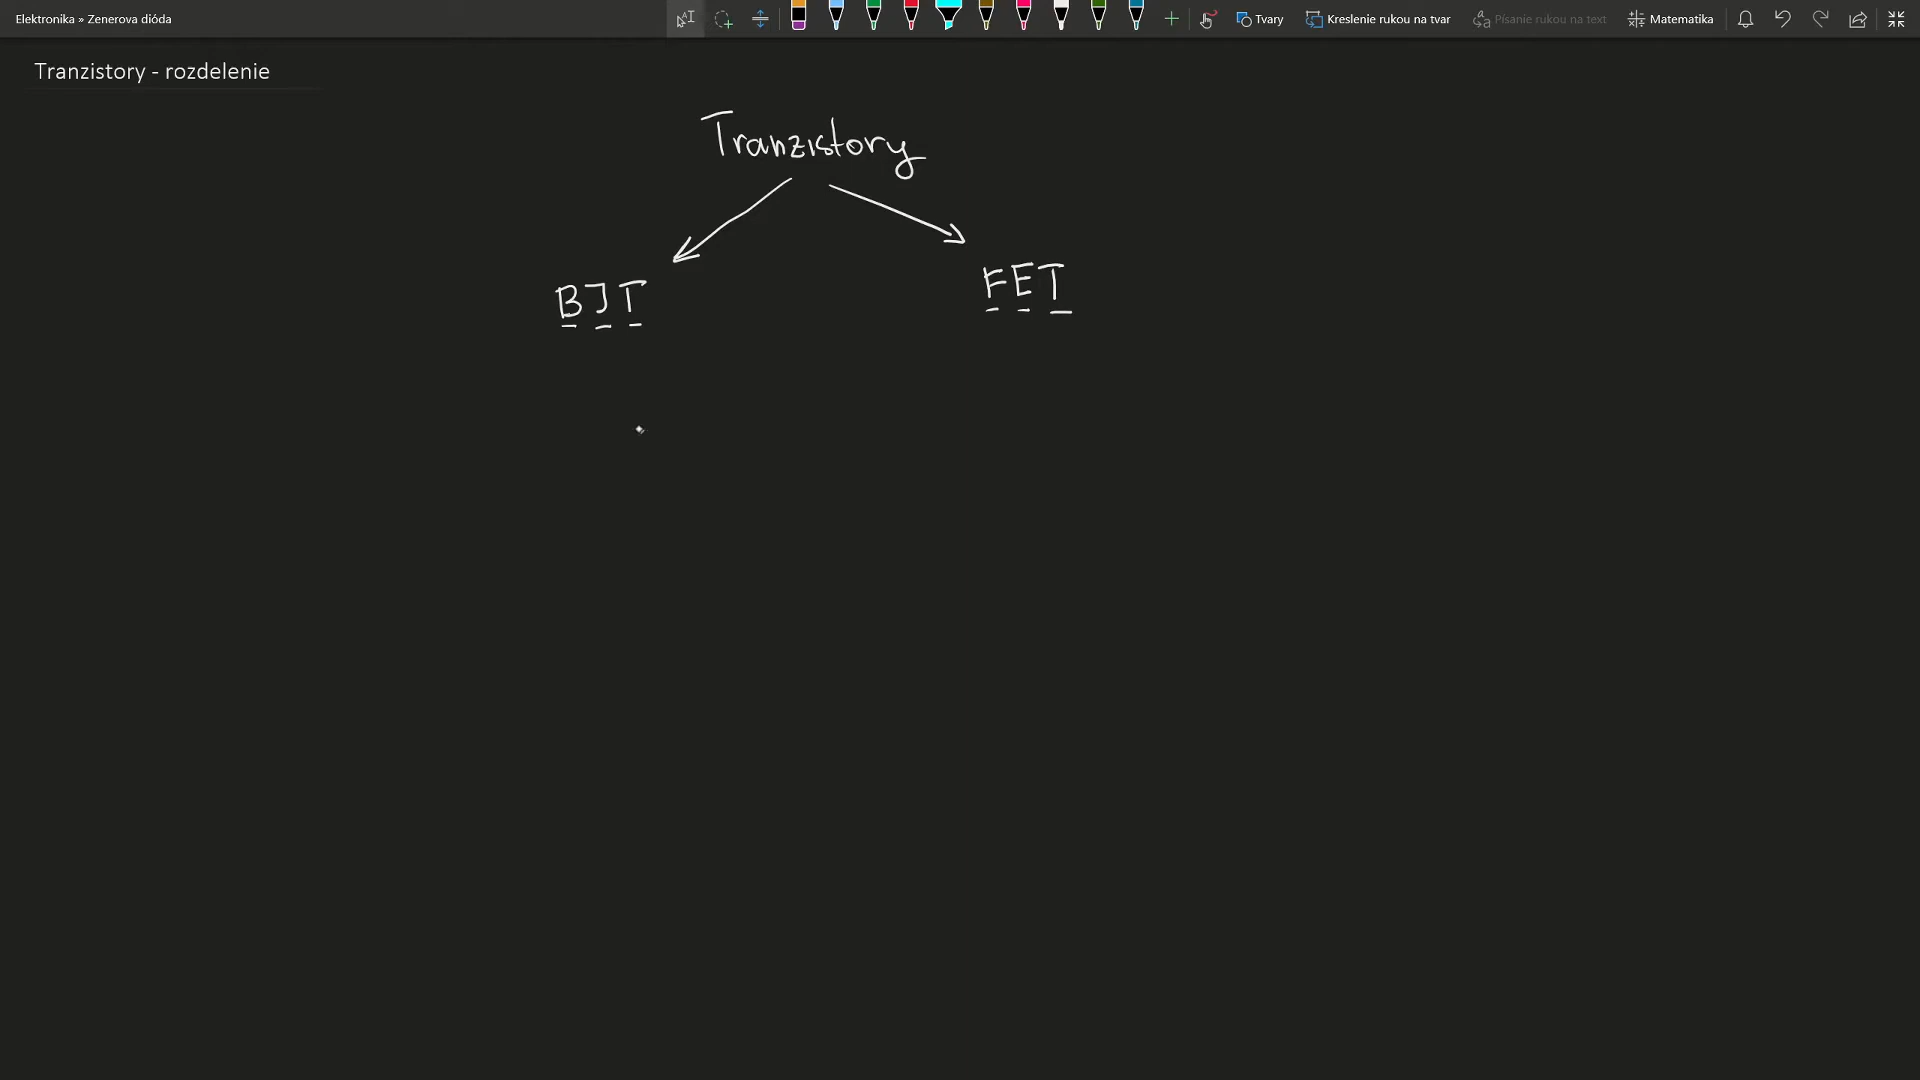 Elektronika » Zenerova dióda
Tvary Kreslenie rukou na tvar Písanie rukou na text Matematika
Tranzistory - rozdelenie
Tranzistory
BJT FET